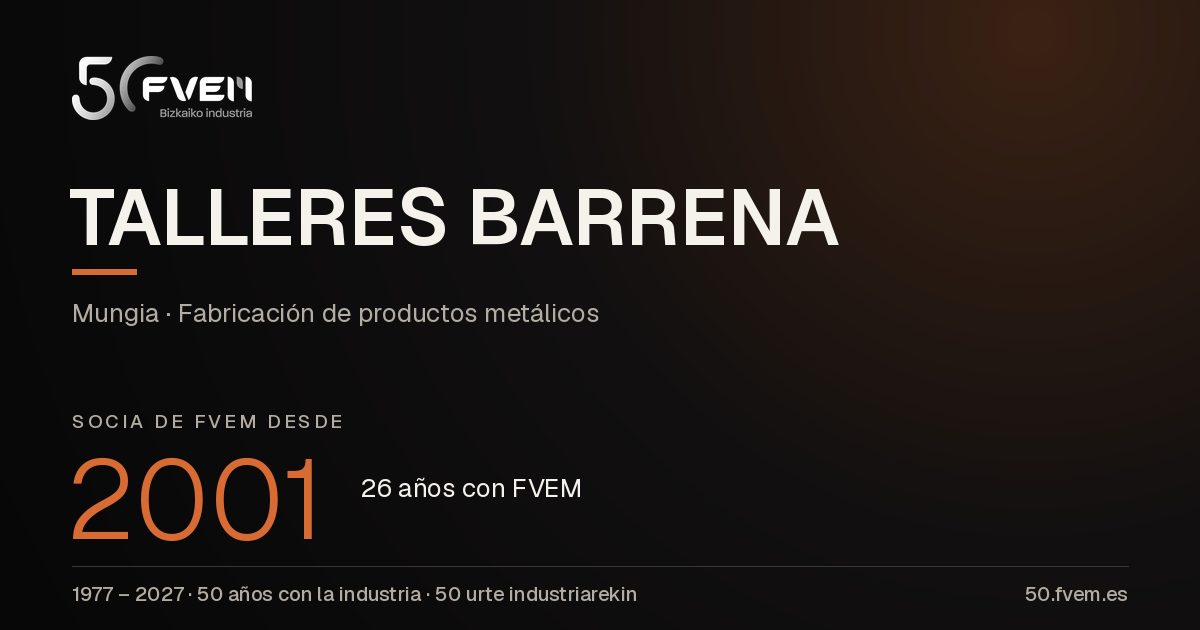 50 FVEM
Bizkaiko industria
TALLERES BARRENA
Mungia · Fabricación de productos metálicos
SOCIA DE FVEM DESDE
2001
26 años con FVEM
1977 – 2027 · 50 años con la industria · 50 urte industriarekin
50.fvem.es